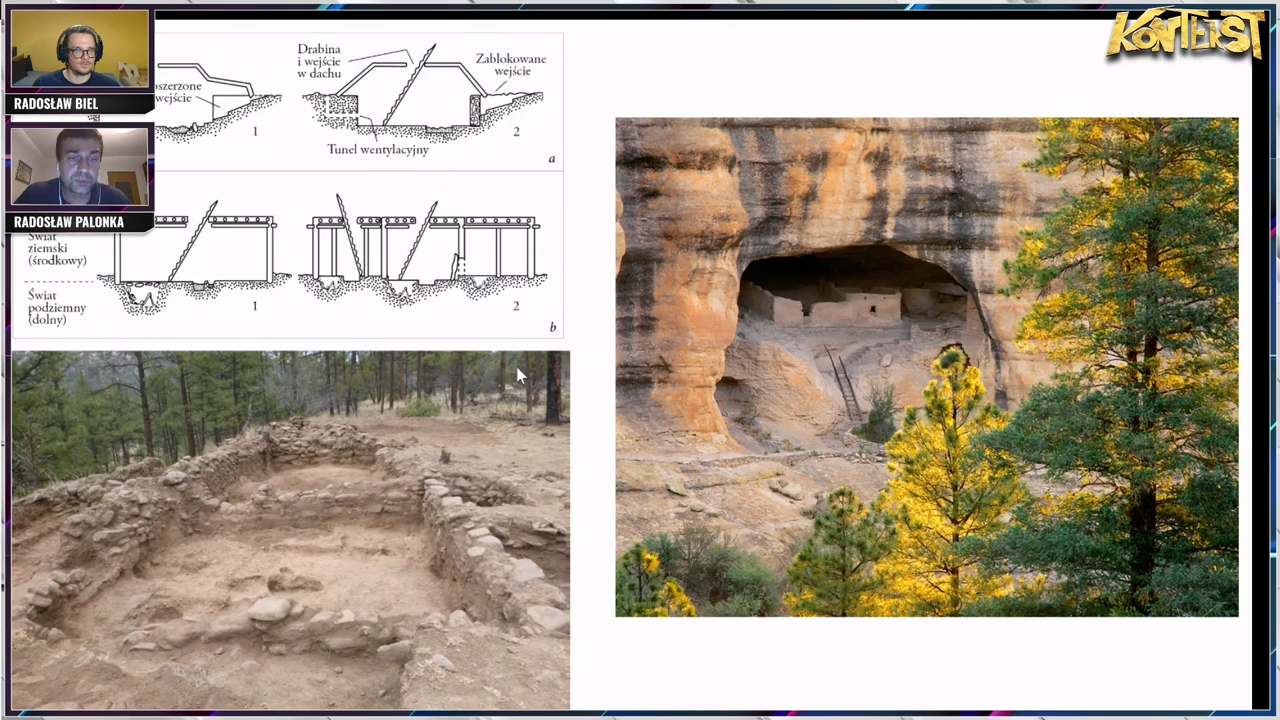 KONTEKST
RADOSŁAW BIEL
RADOSŁAW PALONKA
Drabina
i wejście
w dachu
Zablokowane
wejście
wejście
1
2
Tunel wentylacyjny
a
Świat
ziemski
(środkowy)
Świat
podziemny
(dolny)
1
2
b